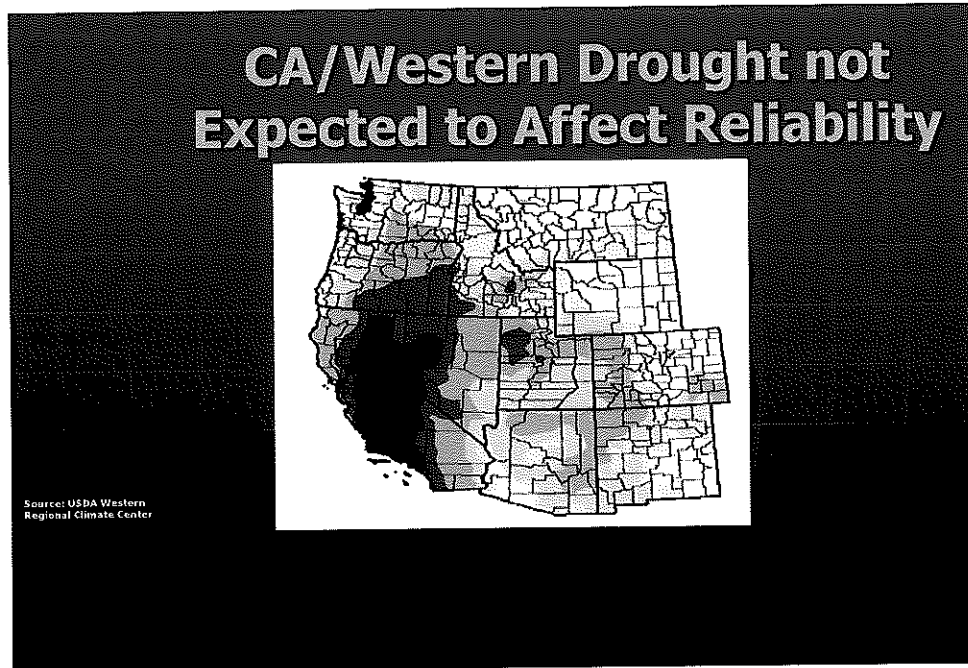 CA/Western Drought not
Expected to Affect Reliability
Source: USDA Western
Regional Climate Center